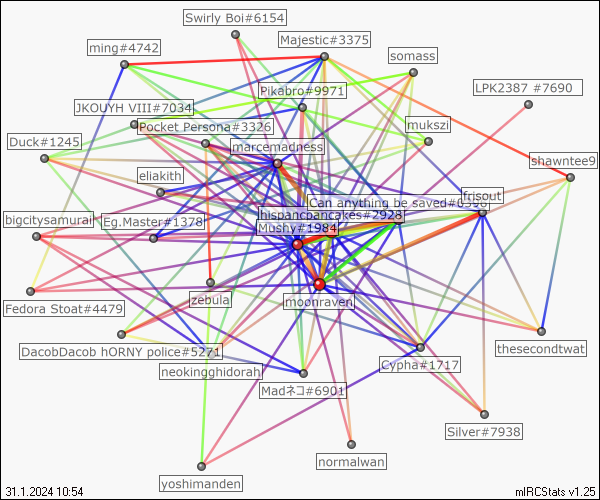 Swirly Boi#6154
Majestic#3375
ming#4742
somass
Pikabro#9971
LPK2387 #7690
JKOUYH VIII#7034
Pocket Persona#3326
mukszi
Duck#1245
marcemadness
shawntee9
eliakith
frisout
Can anything be saved#0398
hispancpancakes#2928
bigcitysamurai
Eg.Master#1378
Mushy#1984
zebula
moonraven
Fedora Stoat#4479
DacobDacob hORNY police#5271
thesecondtwat
neokingghidorah
Cypha#1717
Madネコ#6901
Silver#7938
normalwan
yoshimanden
31.1.2024 10:54
mIRCStats v1.25